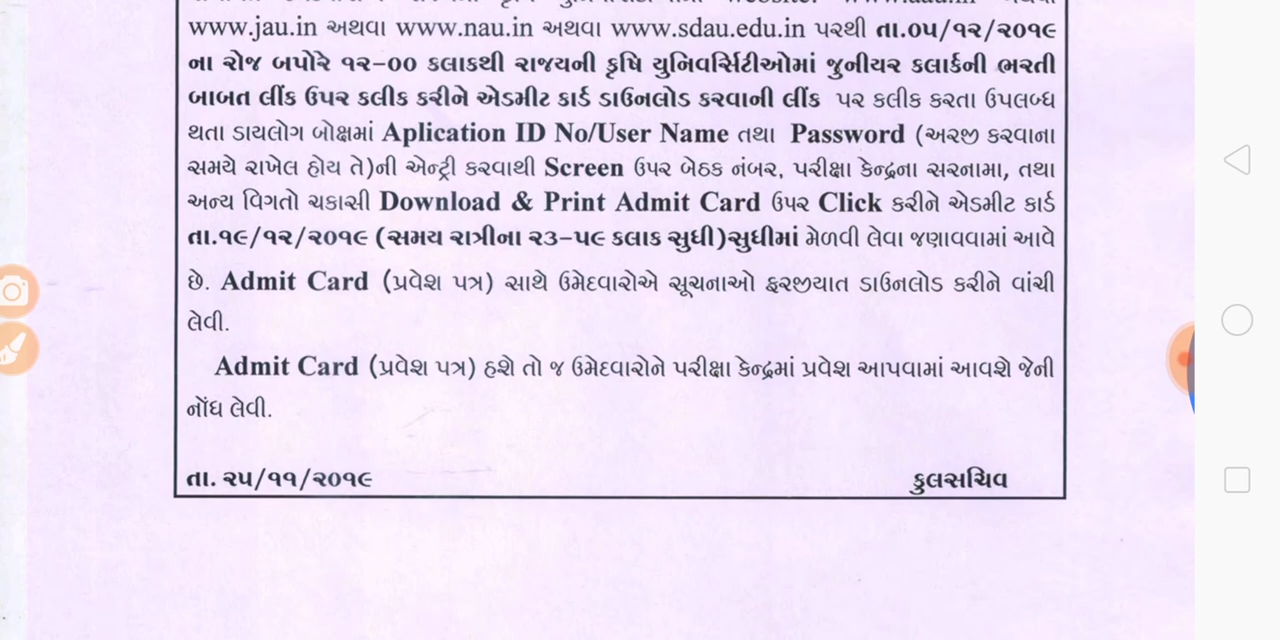 www.jau.in અથવા www.nau.in અથવા www.sdau.edu.in પરથી તા.૦૫/૧૨/૨૦૧૯
ના રોજ બપોરે ૧૨-૦૦ કલાકથી રાજયની કૃષિ યુનિવર્સિટીઓમાં જુનીયર કલાર્કની ભરતી
બાબત લીંક ઉપર કલીક કરીને એડમીટ કાર્ડ ડાઉનલોડ કરવાની લીંક પર કલીક કરતા ઉપલબ્ધ
થતા ડાયલોગ બોક્ષમાં Aplication ID No/User Name તથા Password (અરજી કરવાના
સમયે રાખેલ હોય તે)ની એન્ટ્રી કરવાથી Screen ઉપર બેઠક નંબર, પરીક્ષા કેન્દ્રના સરનામા, તથા
અન્ય વિગતો ચકાસી Download & Print Admit Card ઉપર Click કરીને એડમીટ કાર્ડ
તા.૧૯/૧૨/૨૦૧૯ (સમય રાત્રીના ૨૩-૫૯ કલાક સુધી)સુધીમાં મેળવી લેવા જણાવવામાં આવે
છે. Admit Card (પ્રવેશ પત્ર) સાથે ઉમેદવારોએ સૂચનાઓ ફરજીયાત ડાઉનલોડ કરીને વાંચી
લેવી.
Admit Card (પ્રવેશ પત્ર) હશે તો જ ઉમેદવારોને પરીક્ષા કેન્દ્રમાં પ્રવેશ આપવામાં આવશે જેની
નોંધ લેવી.
તા. ૨૫/૧૧/૨૦૧૯ કુલસચિવ